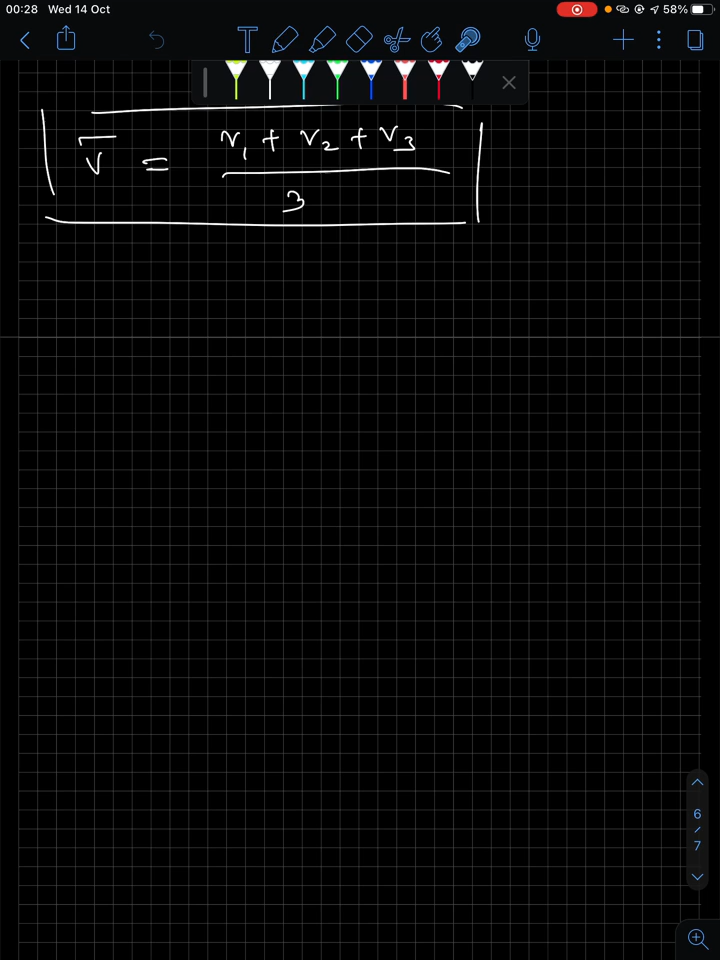 00:28 Wed 14 Oct 58%
T
v̅ = (v₁ + v₂ + v₃) / 3
6
/
7